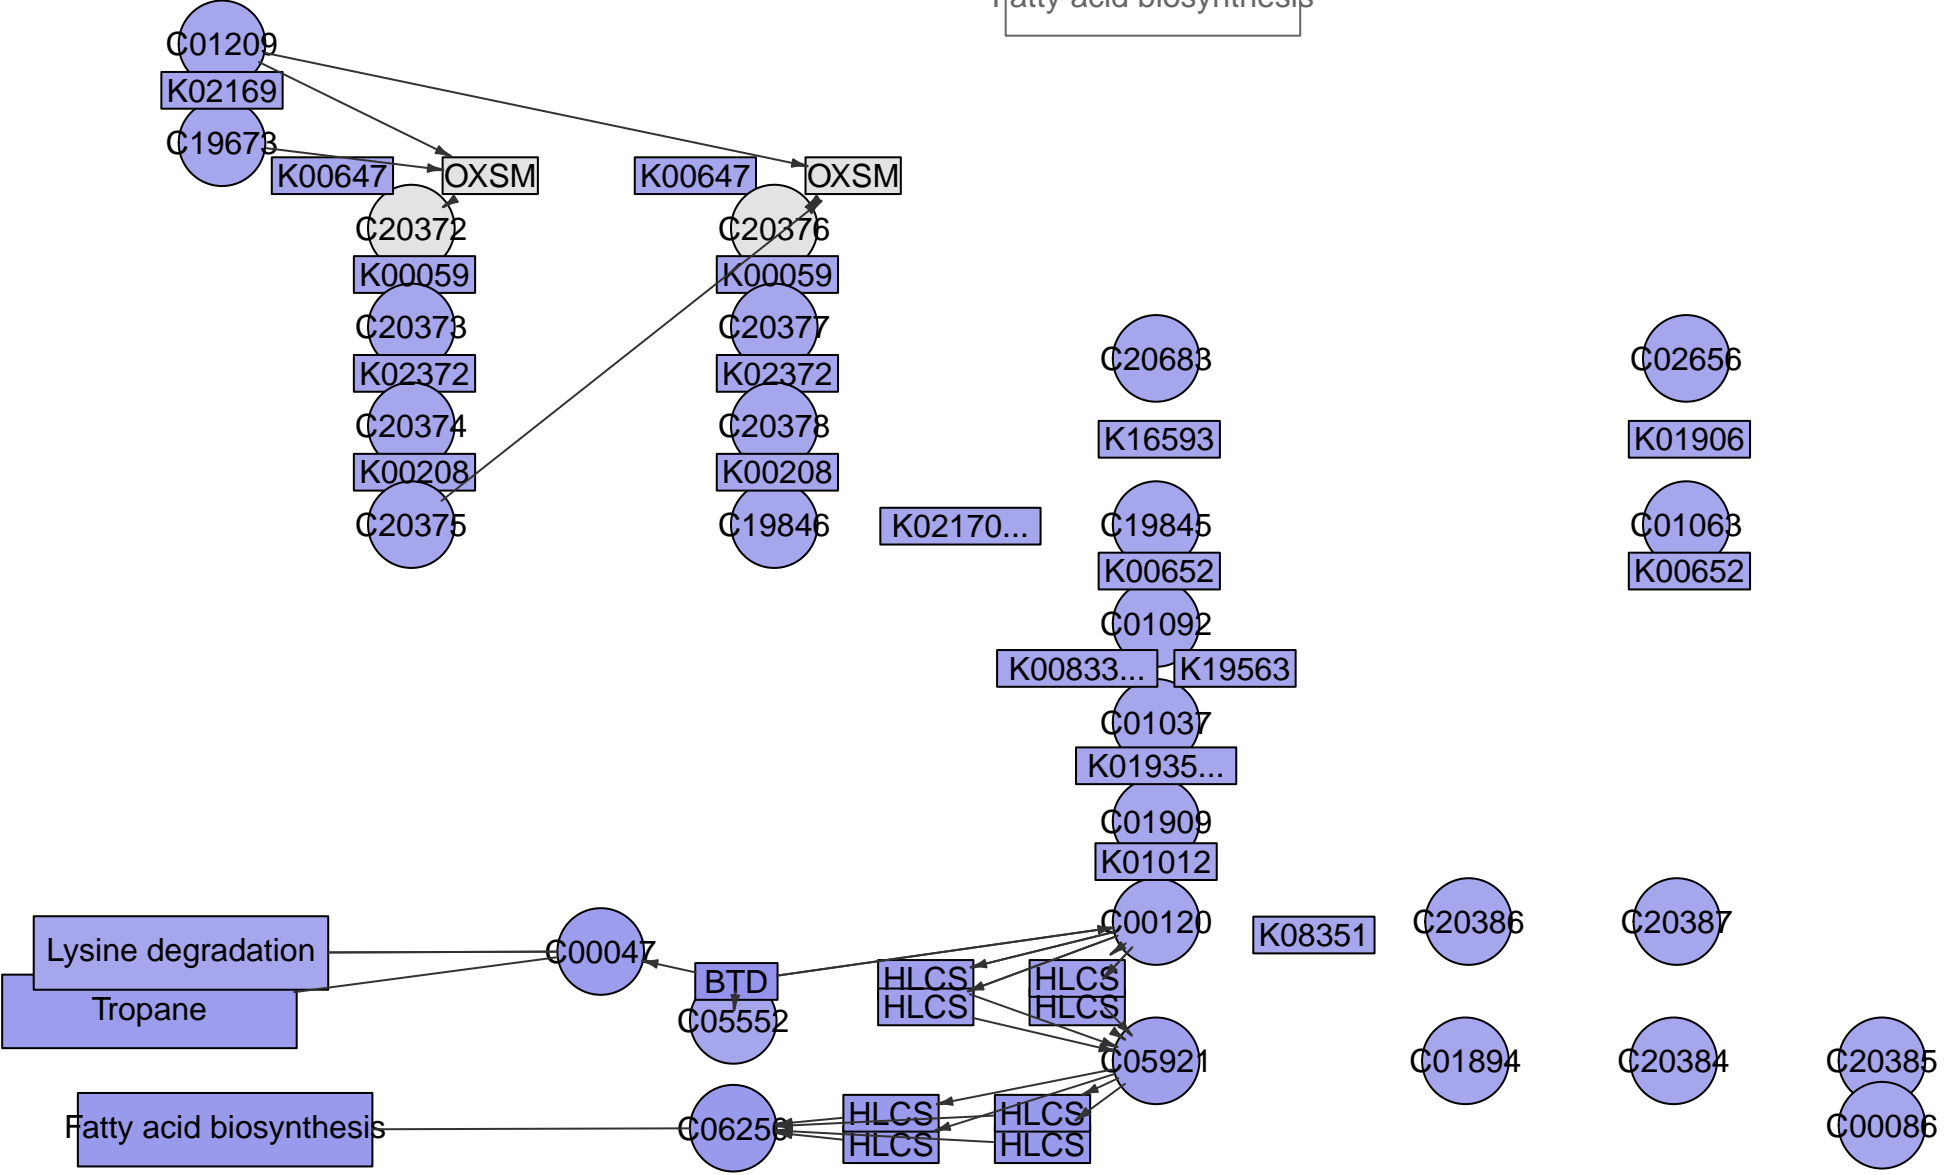 Fatty acid biosynthesis
C01209
K02169
C19673
K00647
OXSM
K00647
OXSM
C20372
C20376
K00059
K00059
C20373
C20377
C20683
C02656
K02372
K02372
C20374
C20378
K16593
K01906
K00208
K00208
C20375
C19846
K02170...
C19845
C01063
K00652
K00652
C01092
K00833...
K19563
C01037
K01935...
C01909
K01012
C00120
K08351
C20386
C20387
Lysine degradation
C00047
BTD
HLCS
HLCS
Tropane
C05552
HLCS
HLCS
C05921
C01894
C20384
C20385
Fatty acid biosynthesis
C06250
HLCS
HLCS
C00086
HLCS
HLCS